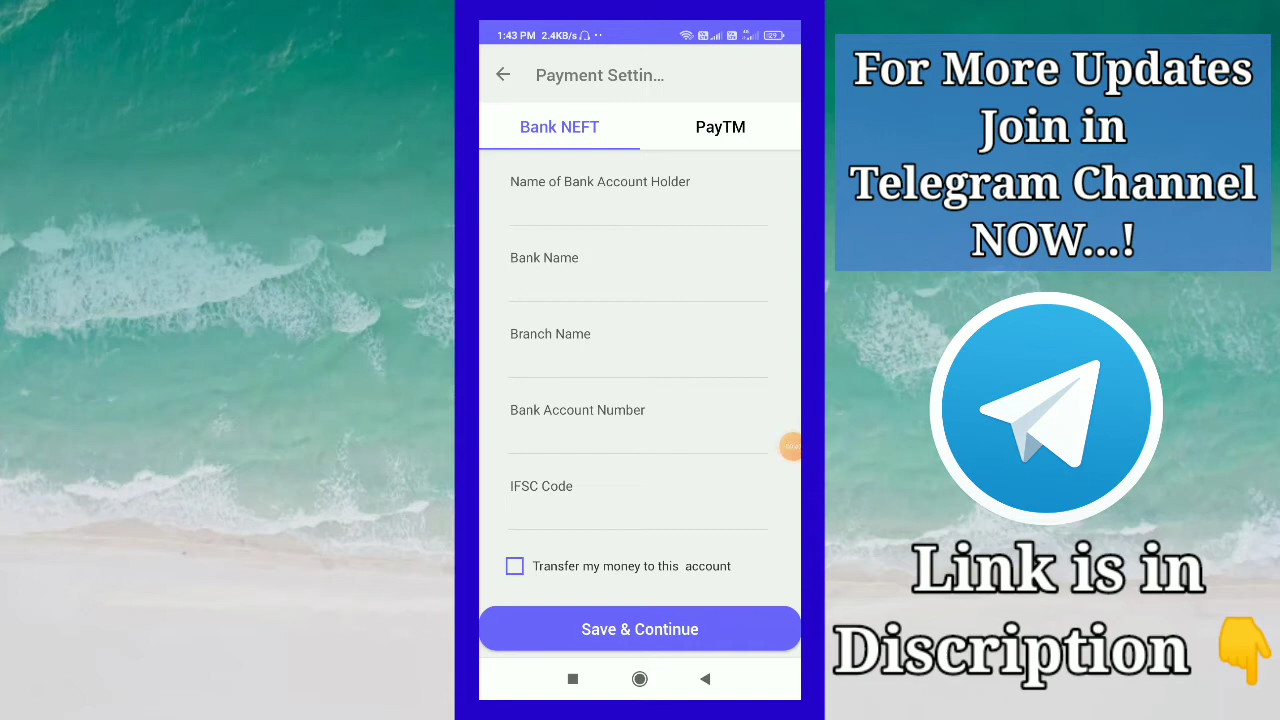 1:43 PM 2.4KB/s
Payment Settin...
Bank NEFT
PayTM
Name of Bank Account Holder
Bank Name
Branch Name
Bank Account Number
IFSC Code
Transfer my money to this account
Save & Continue
For More Updates
Join in
Telegram Channel
NOW...!
Link is in
Discription